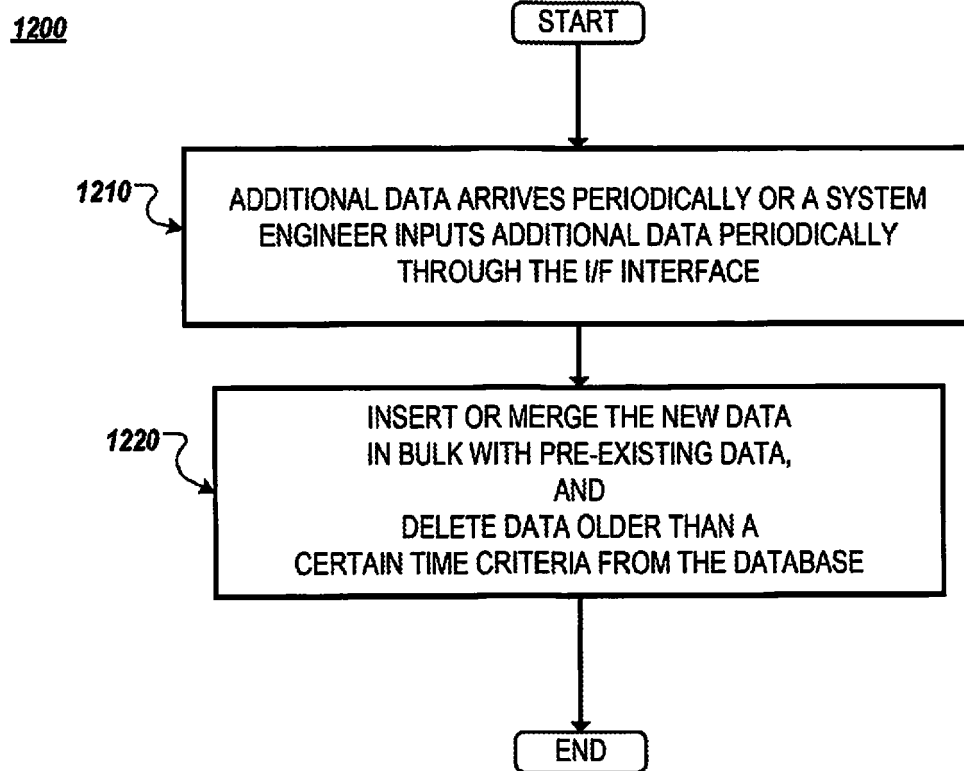 1200
START
1210
ADDITIONAL DATA ARRIVES PERIODICALLY OR A SYSTEM
ENGINEER INPUTS ADDITIONAL DATA PERIODICALLY
THROUGH THE I/F INTERFACE
1220
INSERT OR MERGE THE NEW DATA
IN BULK WITH PRE-EXISTING DATA,
AND
DELETE DATA OLDER THAN A
CERTAIN TIME CRITERIA FROM THE DATABASE
END